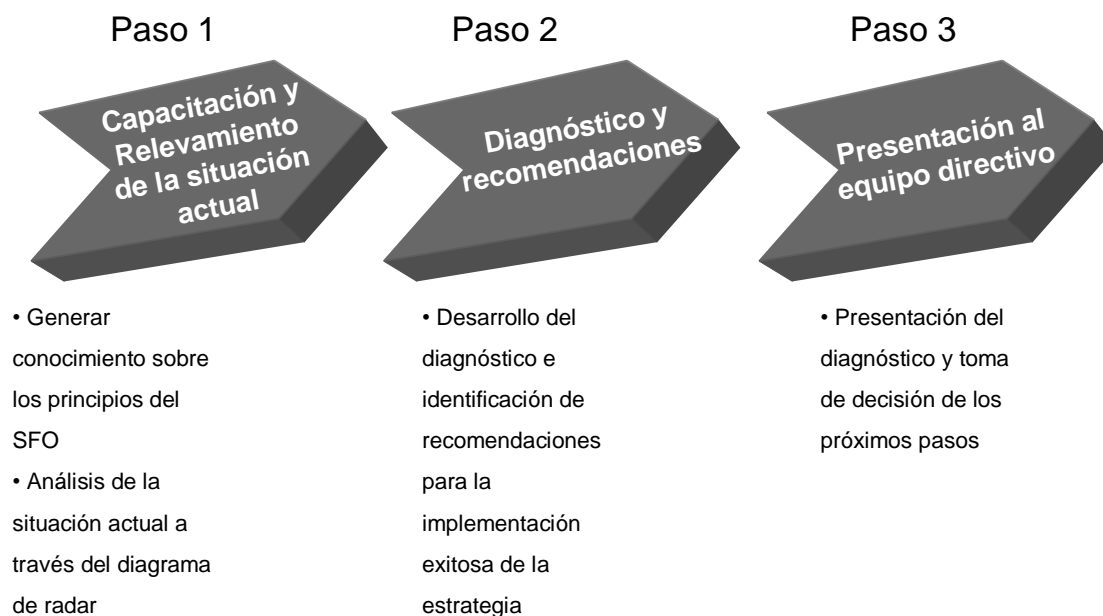 Paso 1
Capacitación y
Relevamiento
de la situación
actual
• Generar
conocimiento sobre
los principios del
SFO
• Análisis de la
situación actual a
través del diagrama
de radar
Paso 2
Diagnóstico y
recomendaciones
• Desarrollo del
diagnóstico e
identificación de
recomendaciones
para la
implementación
exitosa de la
estrategia
Paso 3
Presentación al
equipo directivo
• Presentación del
diagnóstico y toma
de decisión de los
próximos pasos